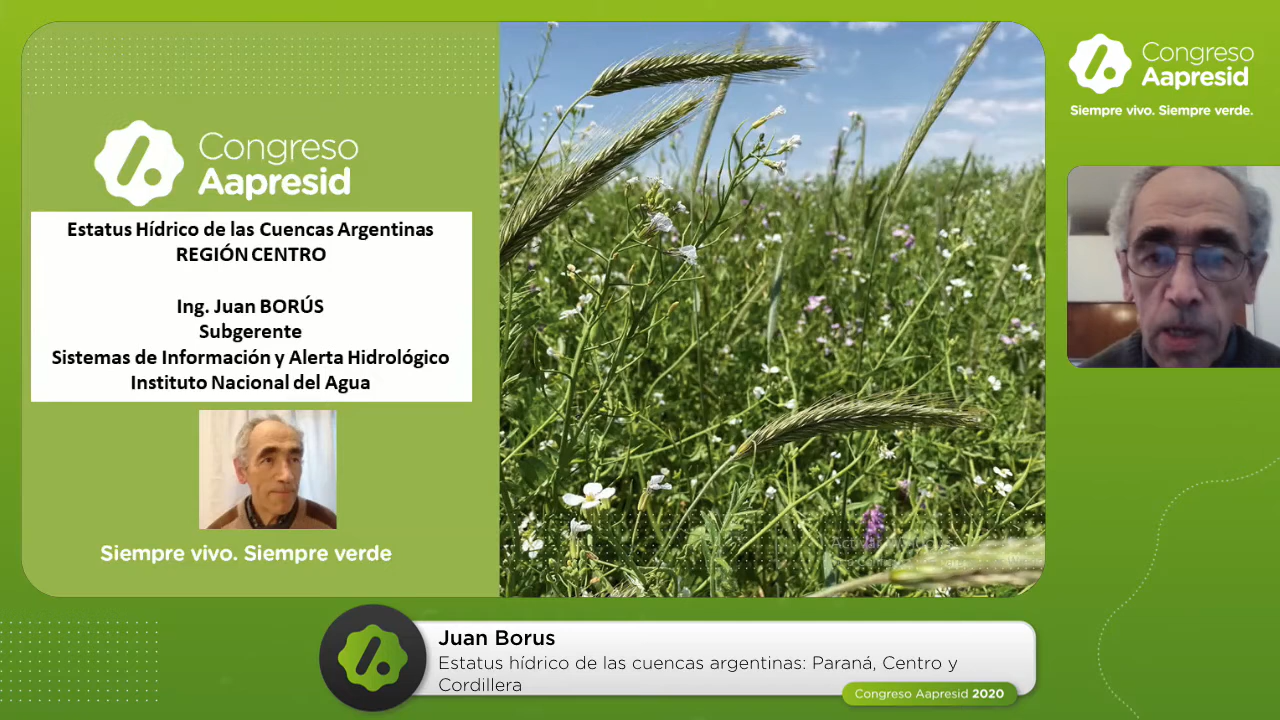 Congreso
Aapresid
Estatus Hídrico de las Cuencas Argentinas
REGIÓN CENTRO
Ing. Juan BORÚS
Subgerente
Sistemas de Información y Alerta Hidrológico
Instituto Nacional del Agua
Siempre vivo. Siempre verde
Congreso
Aapresid
Siempre vivo. Siempre verde.
Juan Borus
Estatus hídrico de las cuencas argentinas: Paraná, Centro y
Cordillera
Congreso Aapresid 2020